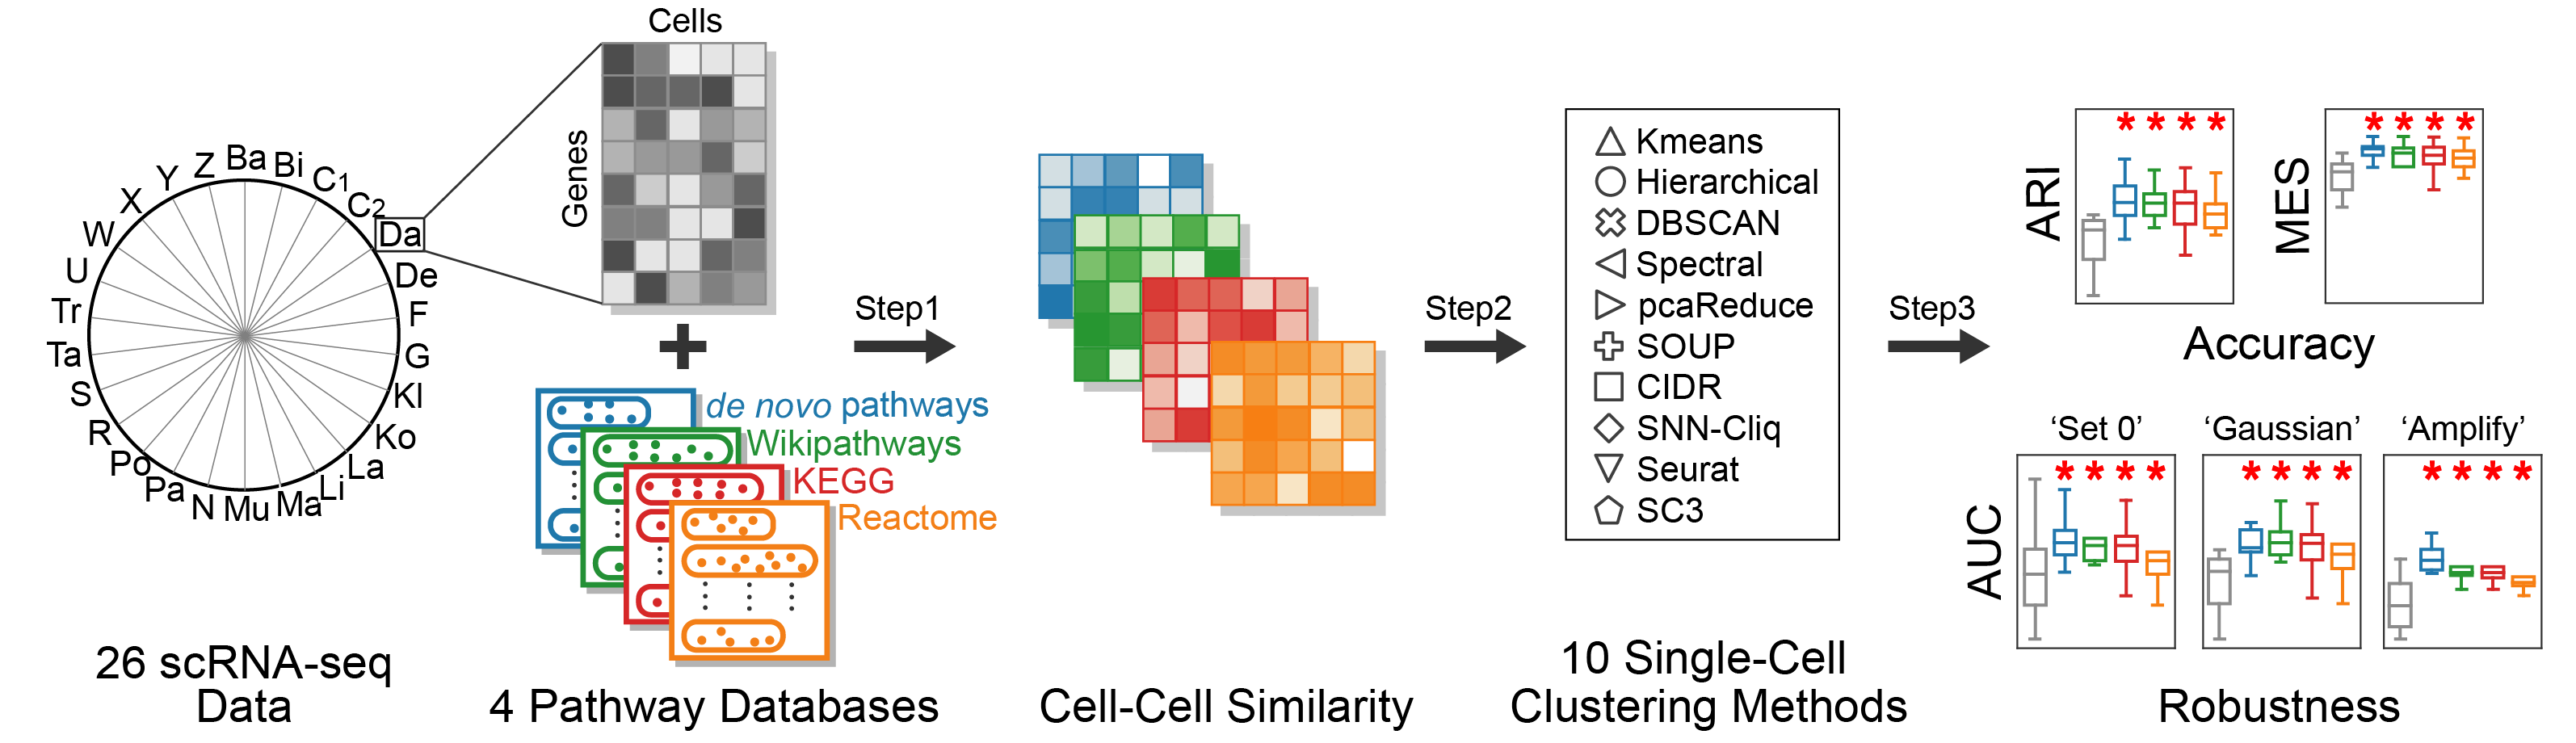 Cells
Genes
Ba
Bi
C1
C2
Da
De
F
G
Kl
Ko
La
Li
Ma
Mu
N
Pa
Po
R
S
Ta
Tr
U
W
X
Y
Z
26 scRNA-seq
Data
de novo pathways
Wikipathways
KEGG
Reactome
4 Pathway Databases
Step1
Cell-Cell Similarity
Step2
Kmeans
Hierarchical
DBSCAN
Spectral
pcaReduce
SOUP
CIDR
SNN-Cliq
Seurat
SC3
10 Single-Cell
Clustering Methods
Step3
ARI
* * * *
MES
* * * *
Accuracy
AUC
‘Set 0’
* * * *
‘Gaussian’
* * * *
‘Amplify’
* * * *
Robustness